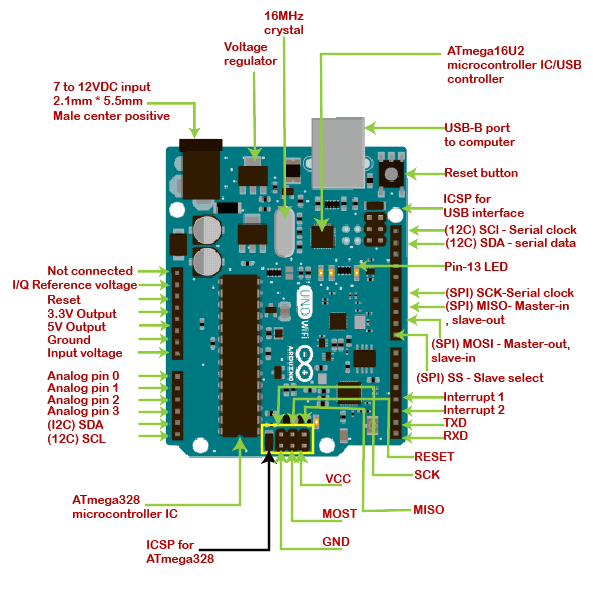 16MHz
crystal
Voltage
regulator
ATmega16U2
microcontroller IC/USB
controller
7 to 12VDC input
2.1mm * 5.5mm
Male center positive
USB-B port
to computer
Reset button
ICSP for
USB interface
(12C) SCI - Serial clock
(12C) SDA - serial data
Pin-13 LED
Not connected
I/Q Reference voltage
Reset
3.3V Output
5V Output
Ground
Input voltage
(SPI) SCK-Serial clock
(SPI) MISO- Master-in
, slave-out
(SPI) MOSI - Master-out,
slave-in
(SPI) SS - Slave select
UNO
WiFi
ARDUINO
Analog pin 0
Analog pin 1
Analog pin 2
Analog pin 3
(I2C) SDA
(12C) SCL
Interrupt 1
Interrupt 2
TXD
RXD
RESET
SCK
MISO
VCC
MOST
GND
ATmega328
microcontroller IC
ICSP for
ATmega328